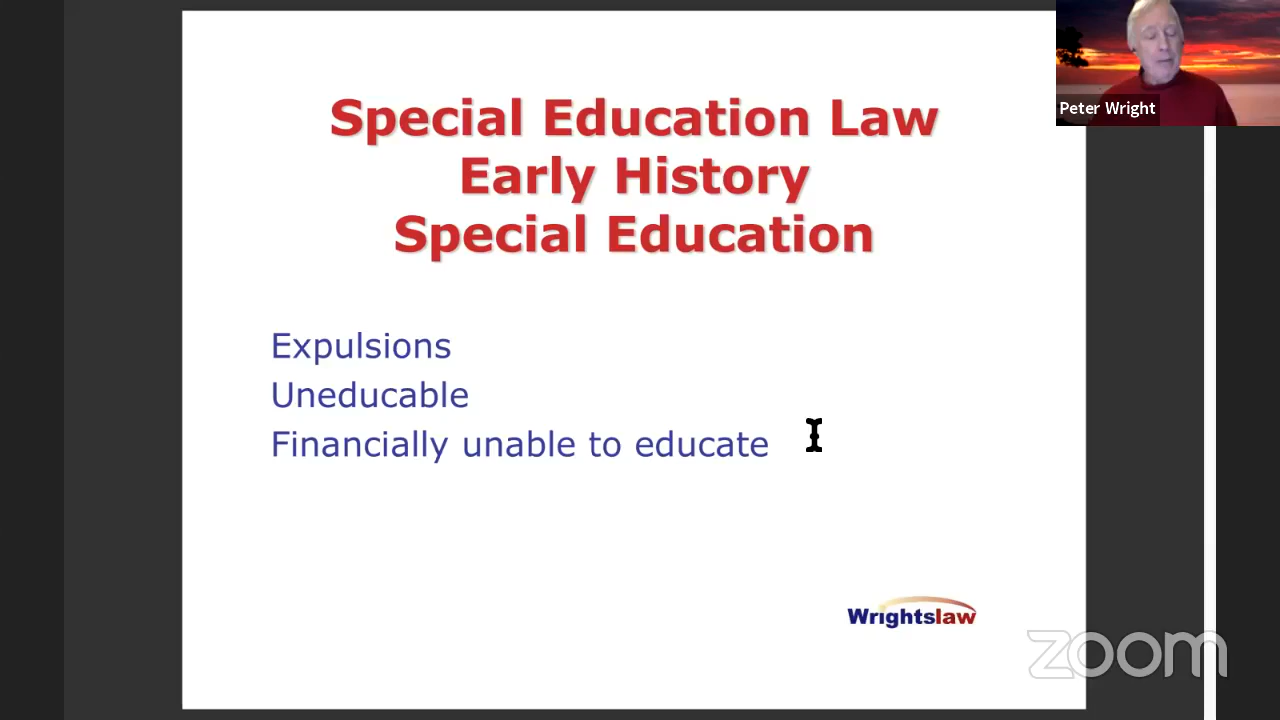 Special Education Law
Early History
Special Education
Expulsions
Uneducable
Financially unable to educate
Wrightslaw
Peter Wright
zoom